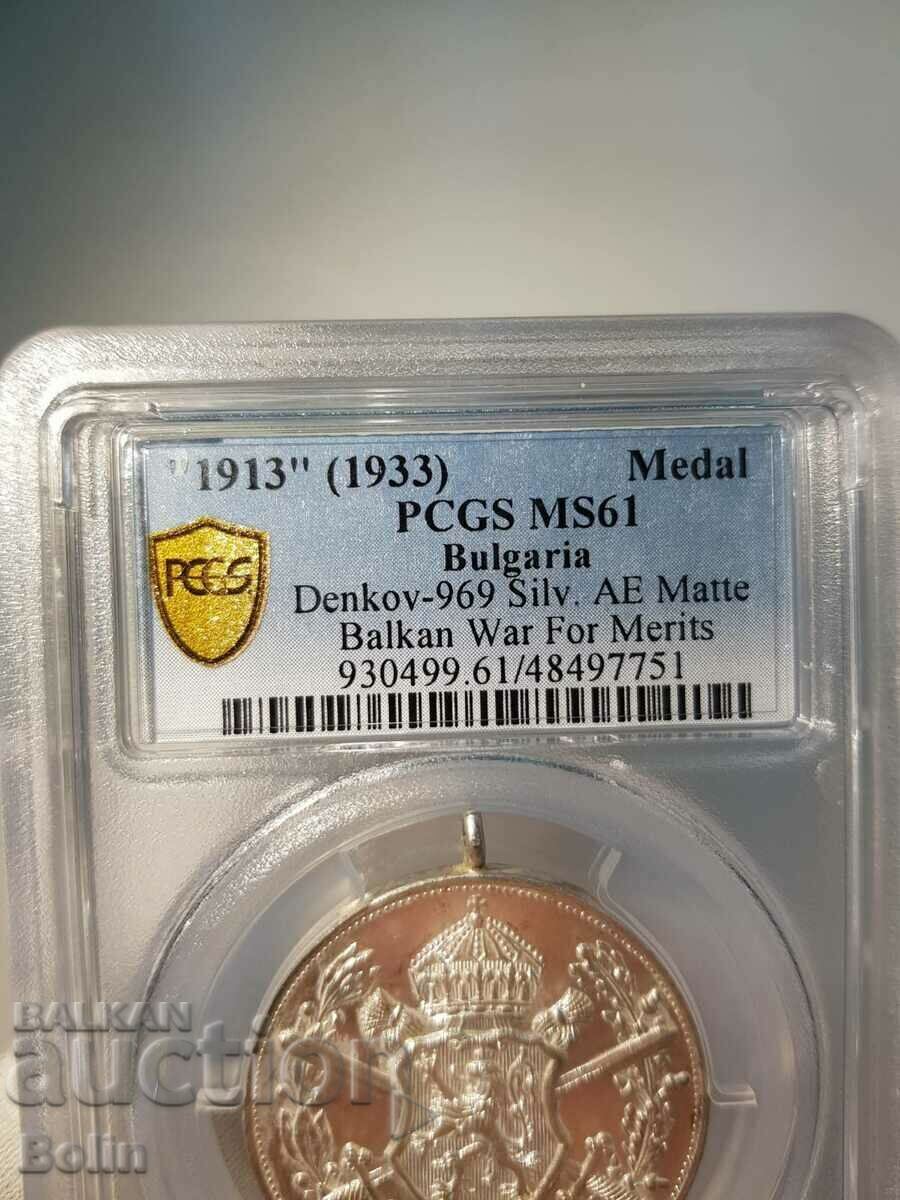 "1913" (1933) Medal
PCGS MS61
Bulgaria
PCGS
Denkov-969 Silv. AE Matte
Balkan War For Merits
930499.61/48497751
BALKAN
auction
Bolin